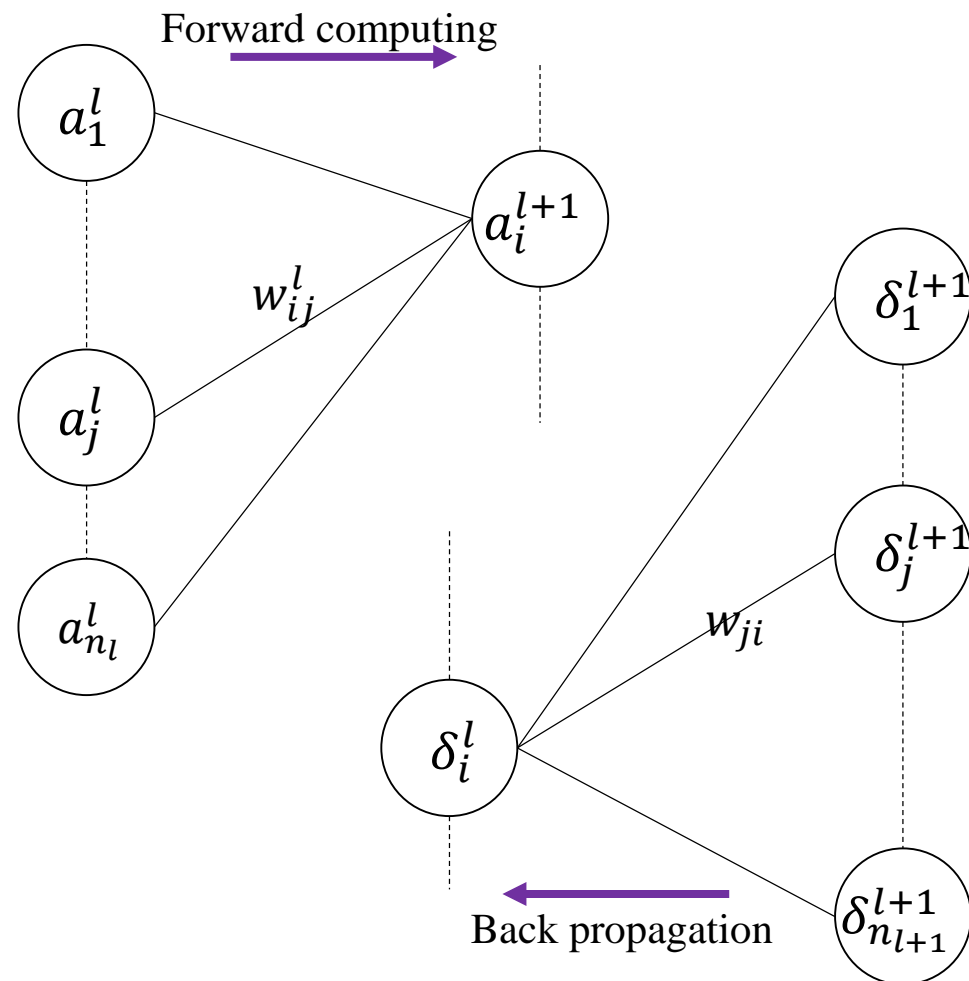 Forward computing
a_1^l
a_i^{l+1}
w_{ij}^l
a_j^l
a_{n_l}^l
δ_1^{l+1}
δ_j^{l+1}
w_{ji}
δ_i^l
δ_{n_{l+1}}^{l+1}
Back propagation